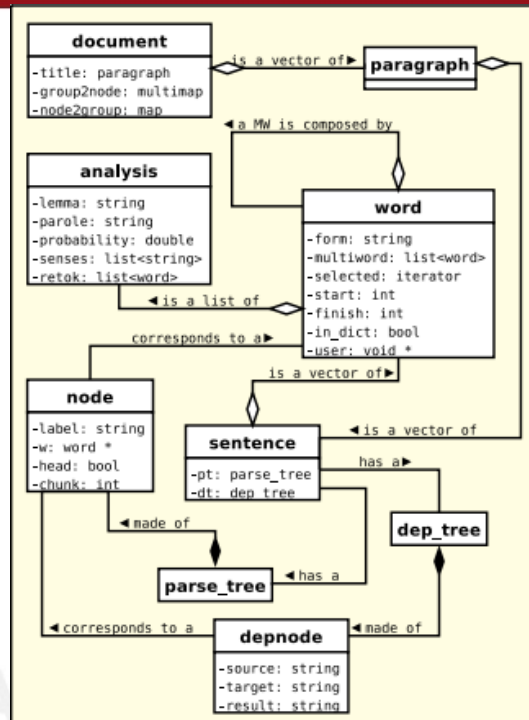 document
-title: paragraph
-group2node: multimap
-node2group: map
◄is a vector of►
paragraph
◄a MW is composed by
analysis
-lemma: string
-parole: string
-probability: double
-senses: list<string>
-retok: list<word>
word
-form: string
-multiword: list<word>
-selected: iterator
-start: int
-finish: int
-in_dict: bool
-user: void *
◄is a list of
corresponds to a►
is a vector of►
node
-label: string
-w: word *
-head: bool
-chunk: int
sentence
-pt: parse_tree
-dt: dep_tree
◄is a vector of
has a►
dep_tree
◄made of
parse_tree
◄has a
◄corresponds to a
depnode
◄made of
-source: string
-target: string
-result: string